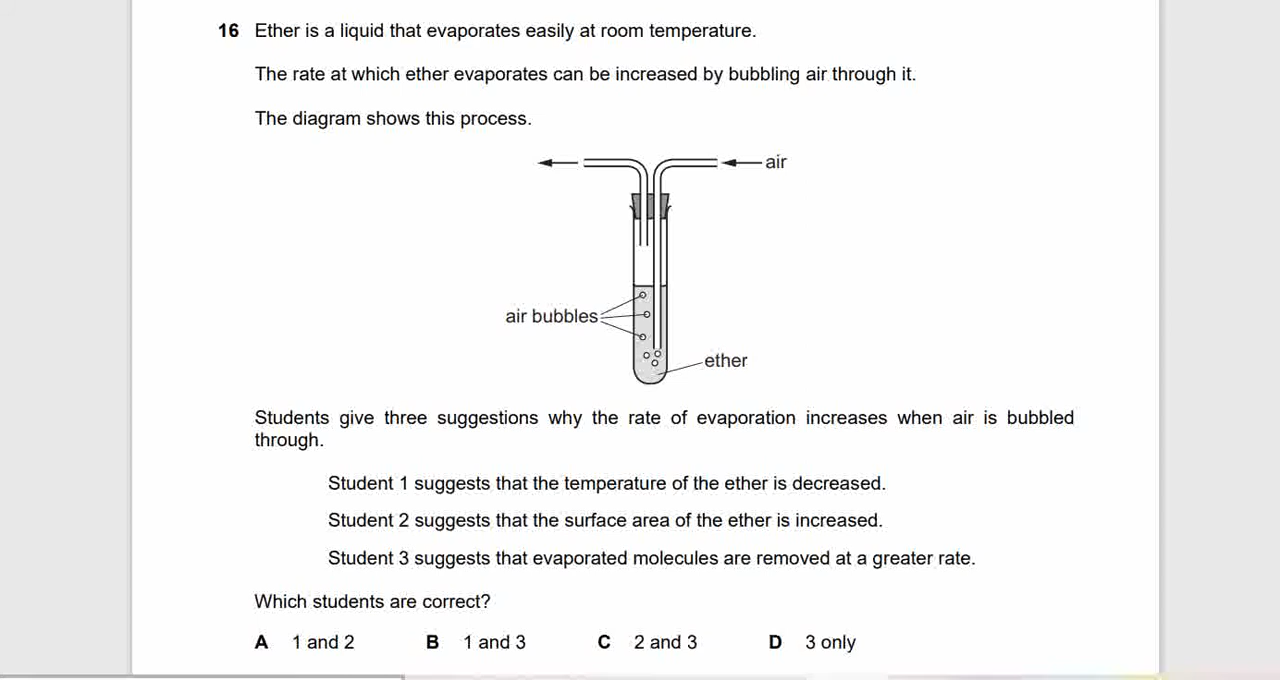 16 Ether is a liquid that evaporates easily at room temperature.
The rate at which ether evaporates can be increased by bubbling air through it.
The diagram shows this process.
air
air bubbles
ether
Students give three suggestions why the rate of evaporation increases when air is bubbled
through.
Student 1 suggests that the temperature of the ether is decreased.
Student 2 suggests that the surface area of the ether is increased.
Student 3 suggests that evaporated molecules are removed at a greater rate.
Which students are correct?
A 1 and 2 B 1 and 3 C 2 and 3 D 3 only